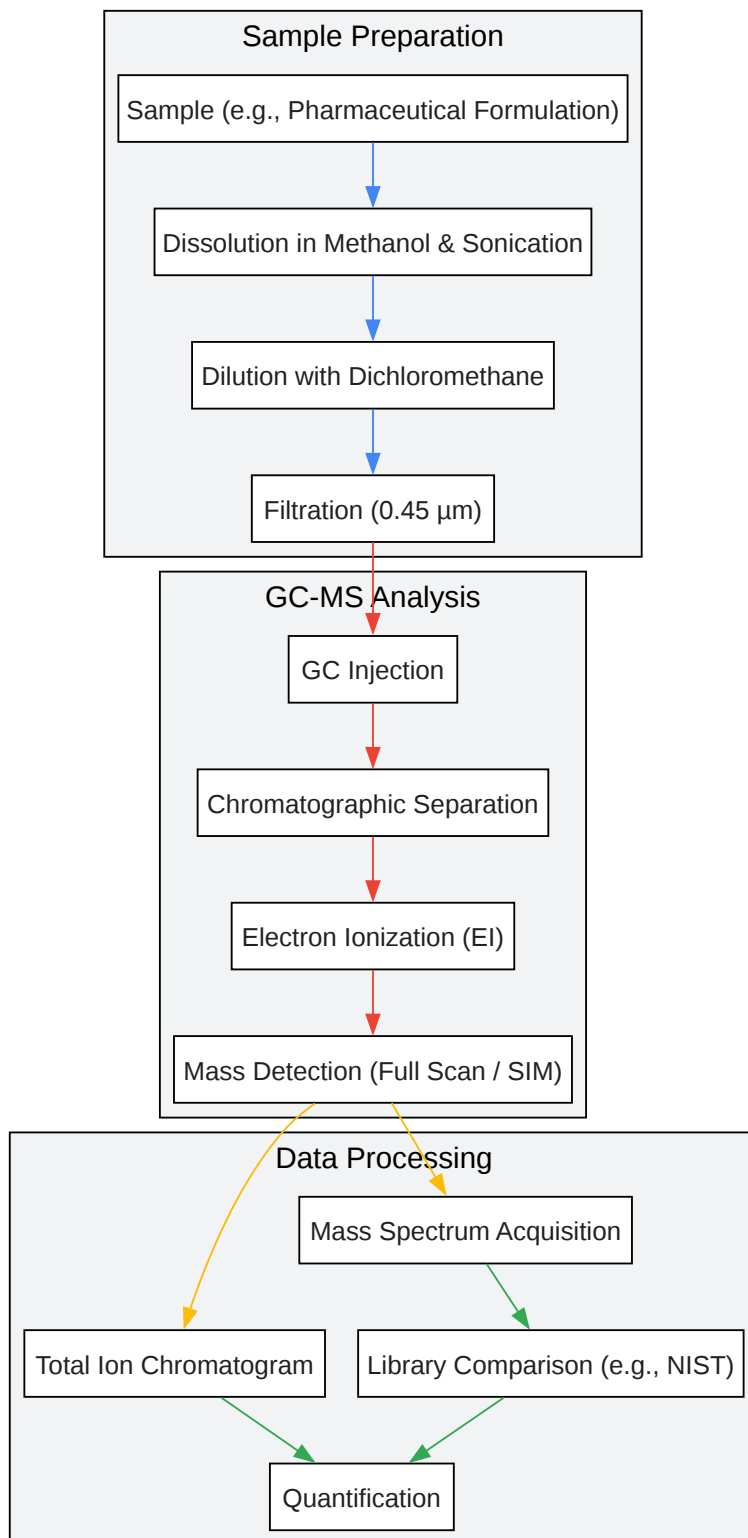 Sample Preparation
Sample (e.g., Pharmaceutical Formulation)
Dissolution in Methanol & Sonication
Dilution with Dichloromethane
Filtration (0.45 µm)
GC-MS Analysis
GC Injection
Chromatographic Separation
Electron Ionization (EI)
Mass Detection (Full Scan / SIM)
Data Processing
Mass Spectrum Acquisition
Total Ion Chromatogram
Library Comparison (e.g., NIST)
Quantification